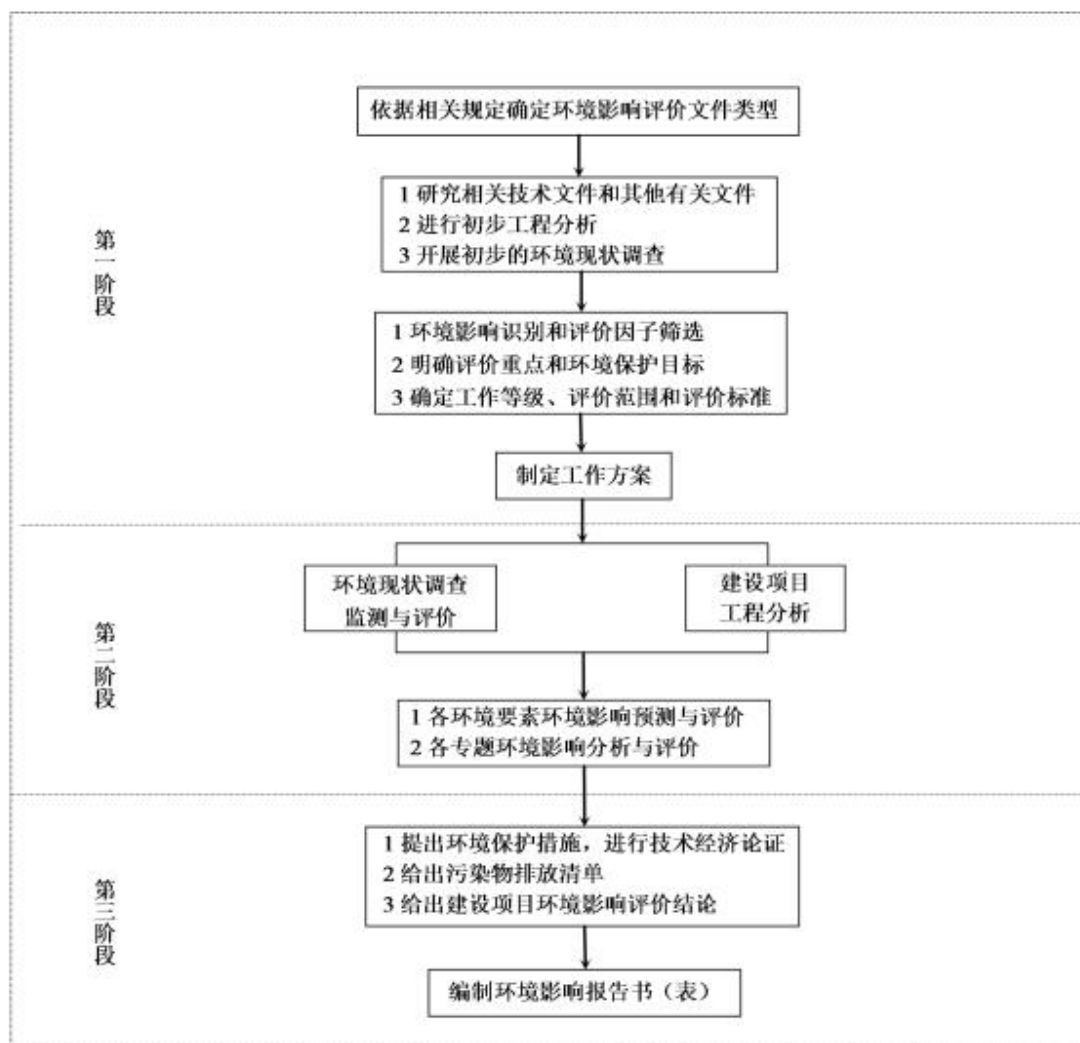 依据相关规定确定环境影响评价文件类型
1 研究相关技术文件和其他有关文件
2 进行初步工程分析
3 开展初步的环境现状调查
第一阶段
1 环境影响识别和评价因子筛选
2 明确评价重点和环境保护目标
3 确定工作等级、评价范围和评价标准
制定工作方案
环境现状调查
监测与评价
建设项目
工程分析
第二阶段
1 各环境要素环境影响预测与评价
2 各专题环境影响分析与评价
1 提出环境保护措施，进行技术经济论证
2 给出污染物排放清单
3 给出建设项目环境影响评价结论
第三阶段
编制环境影响报告书（表）